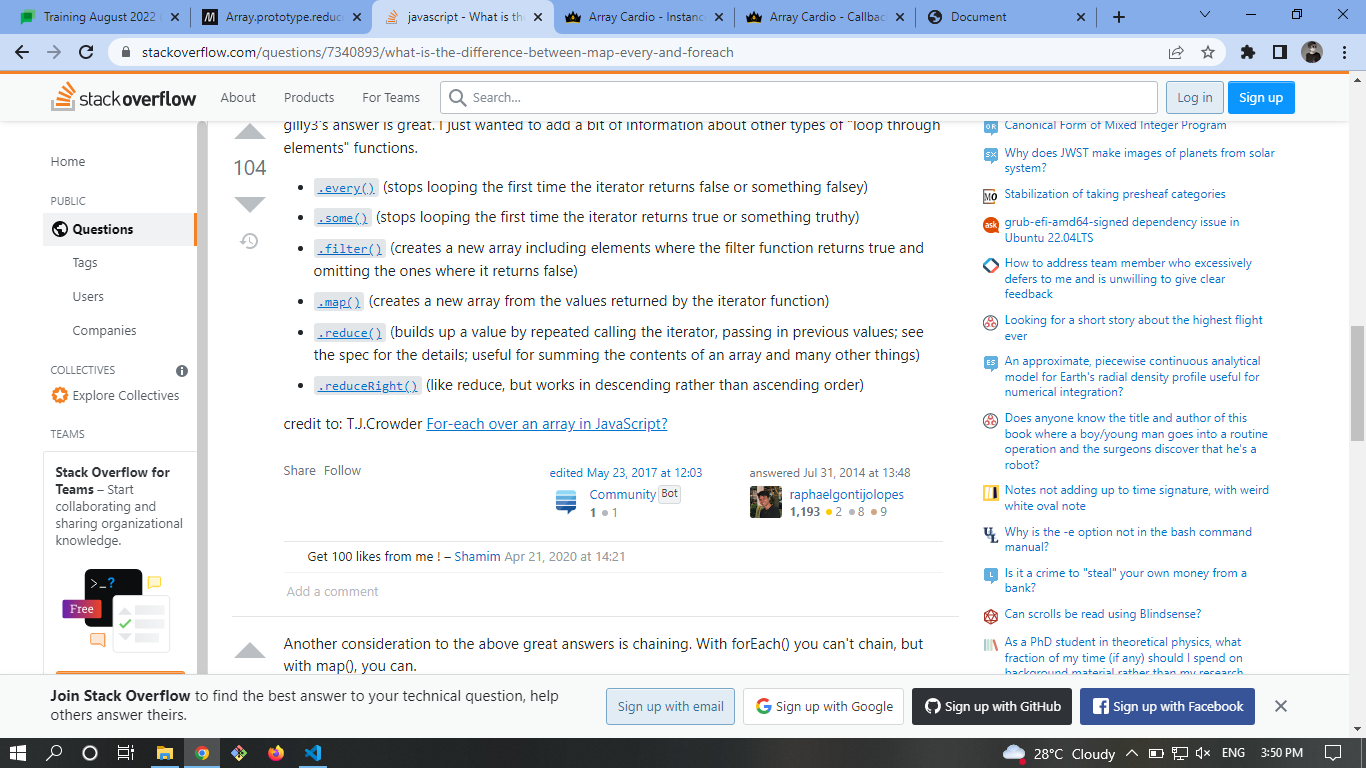 Training August 2022
Array.prototype.reduce
javascript - What is the
Array Cardio - Instance
Array Cardio - Callback
Document
stackoverflow.com/questions/7340893/what-is-the-difference-between-map-every-and-foreach
stackoverflow
About
Products
For Teams
Search...
Log in
Sign up
Home
PUBLIC
Questions
Tags
Users
Companies
COLLECTIVES
Explore Collectives
TEAMS
Stack Overflow for
Teams – Start
collaborating and
sharing organizational
knowledge.
>_?
Free
104
gilly3's answer is great. I just wanted to add a bit of information about other types of "loop through
elements" functions.
.every() (stops looping the first time the iterator returns false or something falsey)
.some() (stops looping the first time the iterator returns true or something truthy)
.filter() (creates a new array including elements where the filter function returns true and
omitting the ones where it returns false)
.map() (creates a new array from the values returned by the iterator function)
.reduce() (builds up a value by repeated calling the iterator, passing in previous values; see
the spec for the details; useful for summing the contents of an array and many other things)
.reduceRight() (like reduce, but works in descending rather than ascending order)
credit to: T.J.Crowder For-each over an array in JavaScript?
Share Follow
edited May 23, 2017 at 12:03
Community Bot
1 1
answered Jul 31, 2014 at 13:48
raphaelgontijolopes
1,193 2 8 9
Get 100 likes from me ! – Shamim Apr 21, 2020 at 14:21
Add a comment
Another consideration to the above great answers is chaining. With forEach() you can't chain, but
with map(), you can.
Canonical Form of Mixed Integer Program
Why does JWST make images of planets from solar
system?
Stabilization of taking presheaf categories
grub-efi-amd64-signed dependency issue in
Ubuntu 22.04LTS
How to address team member who excessively
defers to me and is unwilling to give clear
feedback
Looking for a short story about the highest flight
ever
An approximate, piecewise continuous analytical
model for Earth's radial density profile useful for
numerical integration?
Does anyone know the title and author of this
book where a boy/young man goes into a routine
operation and the surgeons discover that he's a
robot?
Notes not adding up to time signature, with weird
white oval note
Why is the -e option not in the bash command
manual?
Is it a crime to "steal" your own money from a
bank?
Can scrolls be read using Blindsense?
As a PhD student in theoretical physics, what
fraction of my time (if any) should I spend on
background material rather than my research
Join Stack Overflow to find the best answer to your technical question, help
others answer theirs.
Sign up with email
Sign up with Google
Sign up with GitHub
Sign up with Facebook
28°C Cloudy
ENG
3:50 PM